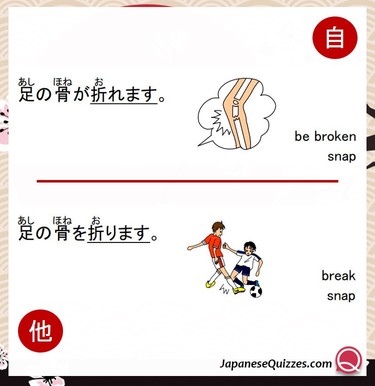 自
あし ほね お
足の骨が折れます。
be broken
snap
あし ほね お
足の骨を折ります。
break
snap
他
JapaneseQuizzes.com